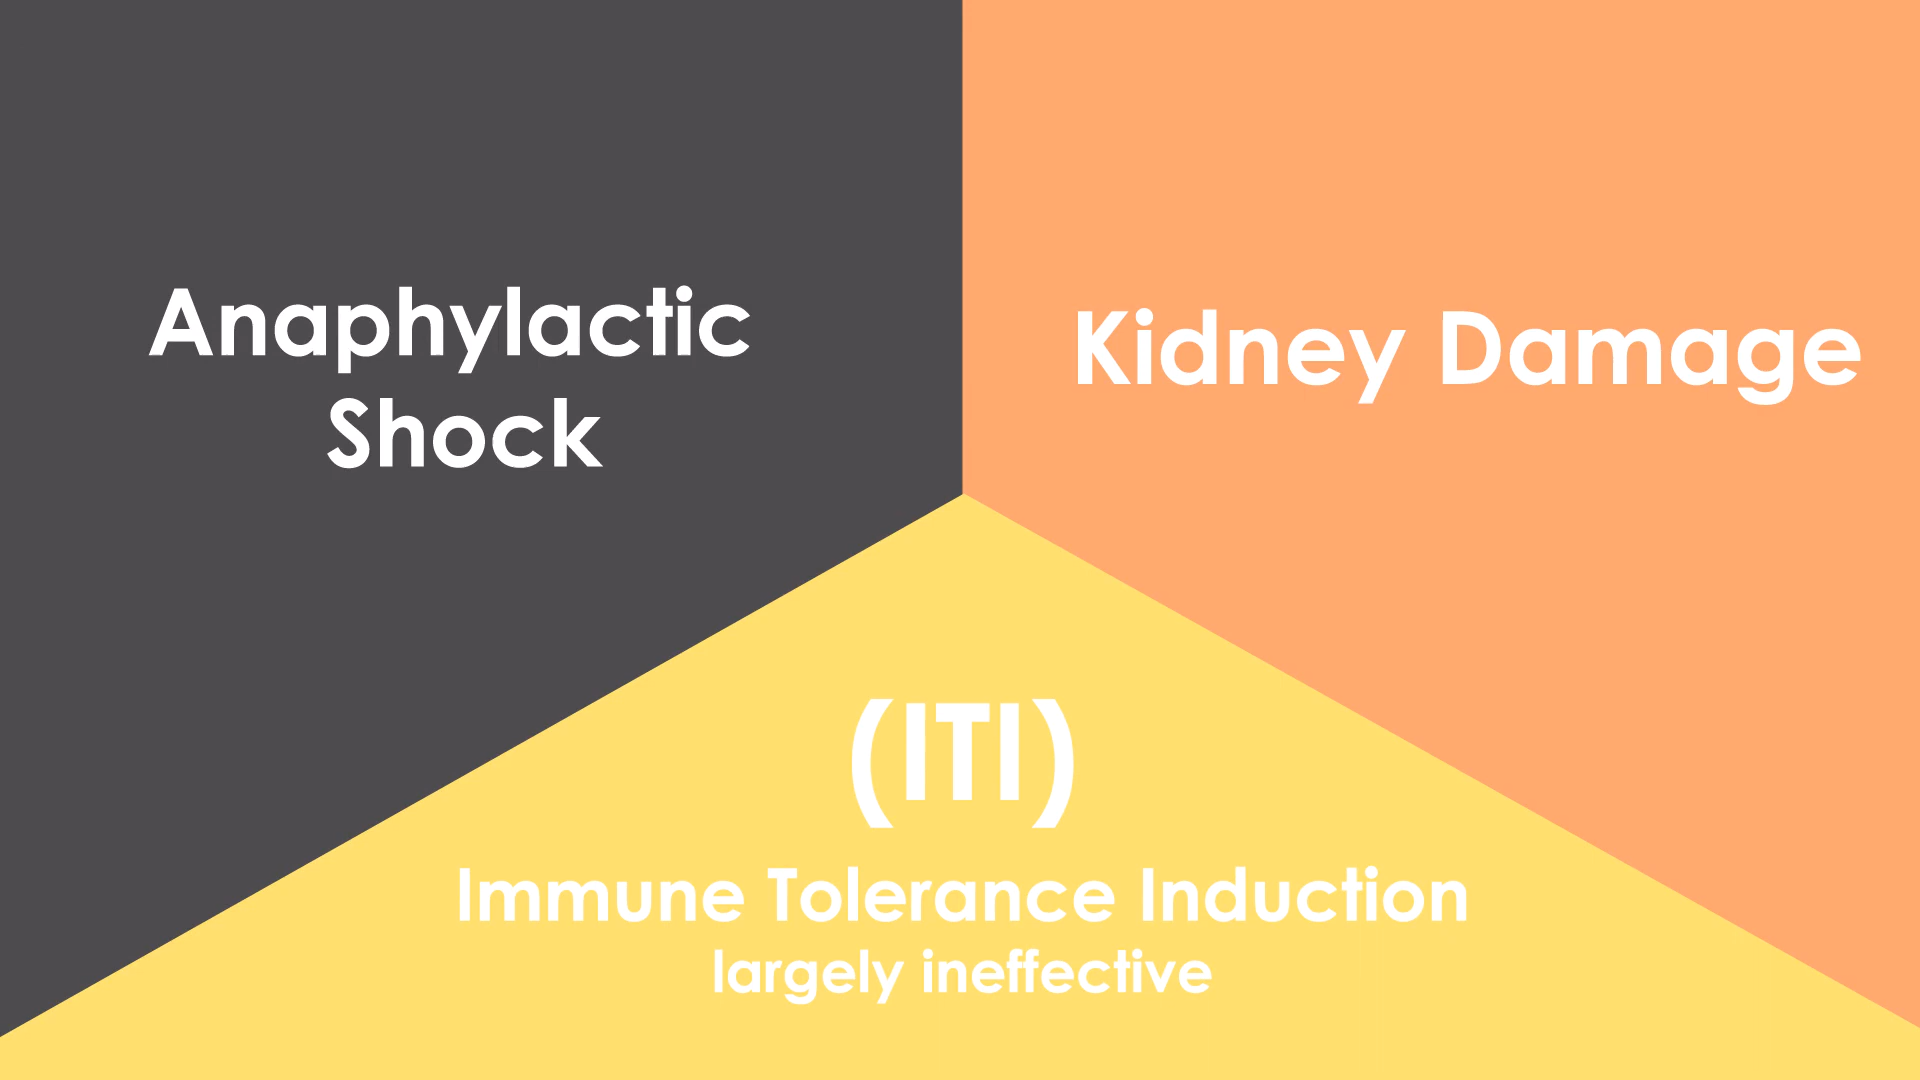 Anaphylactic
Shock
Kidney Damage
(ITI)
Immune Tolerance Induction
largely ineffective